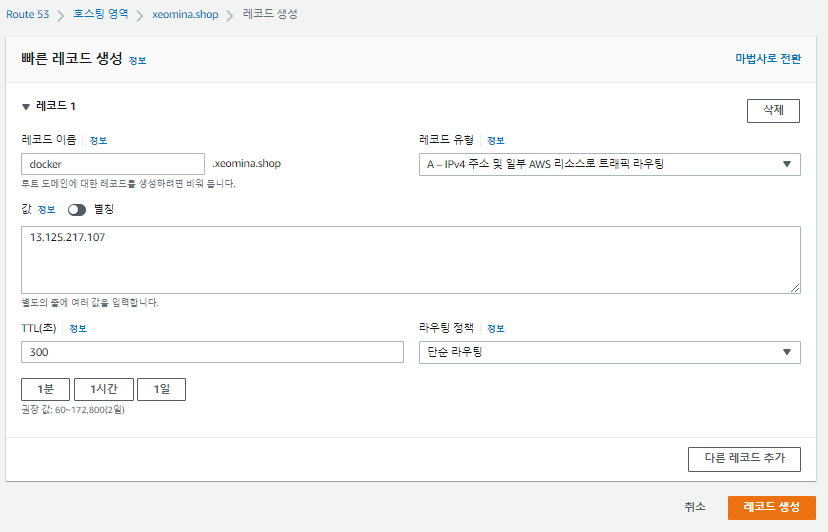 Route 53 > 호스팅 영역 > xeomina.shop > 레코드 생성
빠른 레코드 생성 정보 마법사로 전환
▼ 레코드 1 삭제
레코드 이름 정보 레코드 유형 정보
docker .xeomina.shop A – IPv4 주소 및 일부 AWS 리소스로 트래픽 라우팅
루트 도메인에 대한 레코드를 생성하려면 비워 둡니다.
값 정보 별칭
13.125.217.107
별도의 줄에 여러 값을 입력합니다.
TTL(초) 정보 라우팅 정책 정보
300 단순 라우팅
1분 1시간 1일
권장 값: 60~172,800(2일)
다른 레코드 추가
취소 레코드 생성